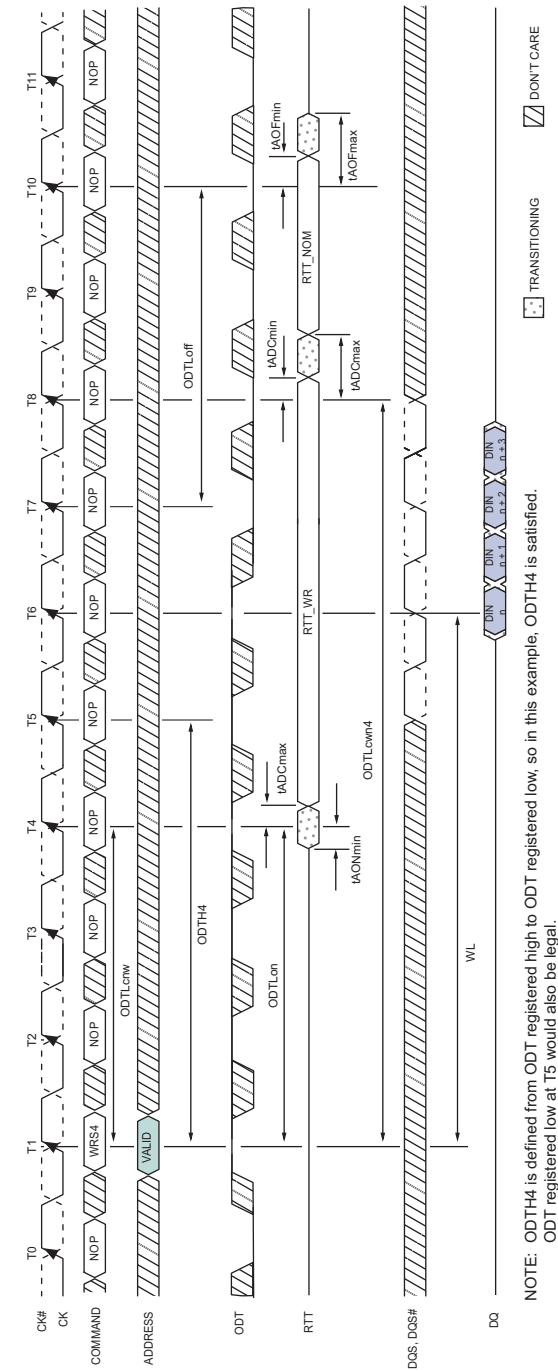 T0 T1 T2 T3 T4 T5 T6 T7 T8 T9 T10 T11
CK#
CK
COMMAND NOP WRS4 NOP NOP NOP NOP NOP NOP NOP NOP NOP NOP
ODTLcnw
ODTLoff
ADDRESS VALID
ODTH4
ODT
ODTLon
tADCmax
tADCmin
tAOFmin
RTT RTT_WR RTT_NOM
tAONmin
tADCmax
tAOFmax
ODTLcwn4
DQS, DQS#
WL
DQ
DIN n
DIN n + 1
DIN n + 2
DIN n + 3
TRANSITIONING
DON'T CARE
NOTE: ODTH4 is defined from ODT registered high to ODT registered low, so in this example, ODTH4 is satisfied.
ODT registered low at T5 would also be legal.